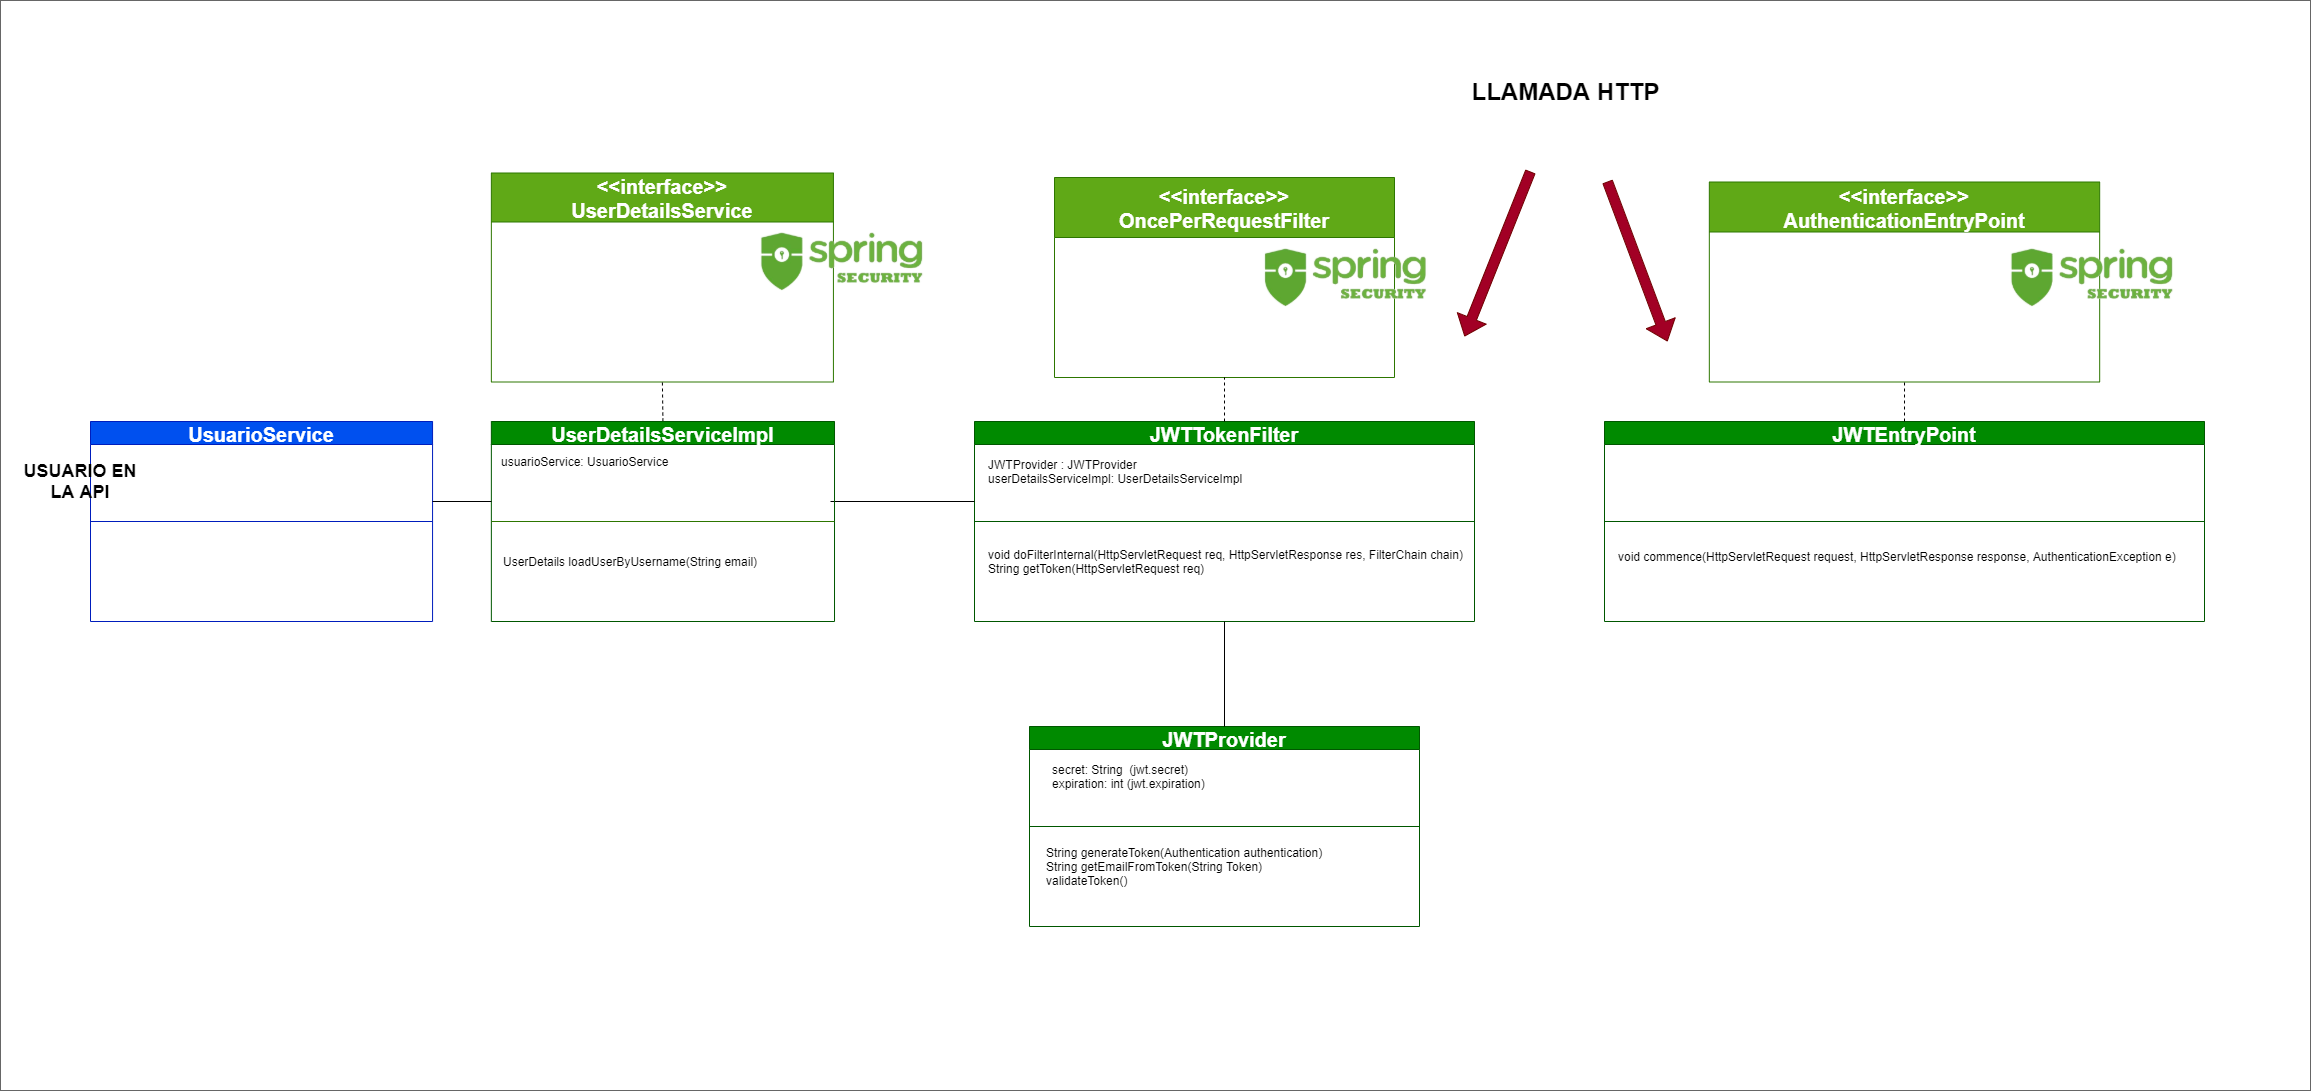 LLAMADA HTTP
<<interface>>
UserDetailsService
spring
SECURITY
<<interface>>
OncePerRequestFilter
spring
SECURITY
<<interface>>
AuthenticationEntryPoint
spring
SECURITY
UsuarioService
USUARIO EN
LA API
UserDetailsServiceImpl
usuarioService: UsuarioService
UserDetails loadUserByUsername(String email)
JWTTokenFilter
JWTProvider : JWTProvider
userDetailsServiceImpl: UserDetailsServiceImpl
void doFilterInternal(HttpServletRequest req, HttpServletResponse res, FilterChain chain)
String getToken(HttpServletRequest req)
JWTEntryPoint
void commence(HttpServletRequest request, HttpServletResponse response, AuthenticationException e)
JWTProvider
secret: String  (jwt.secret)
expiration: int (jwt.expiration)
String generateToken(Authentication authentication)
String getEmailFromToken(String Token)
validateToken()